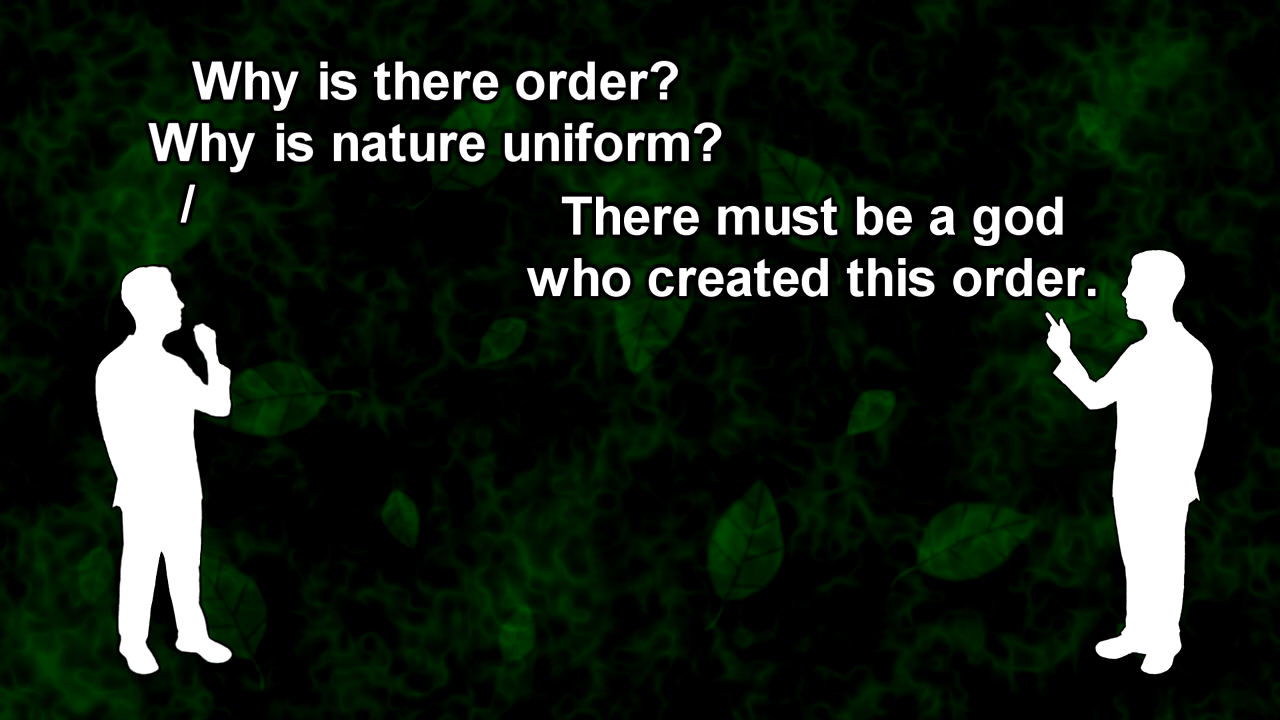 Why is there order?
Why is nature uniform?
/
There must be a god
who created this order.